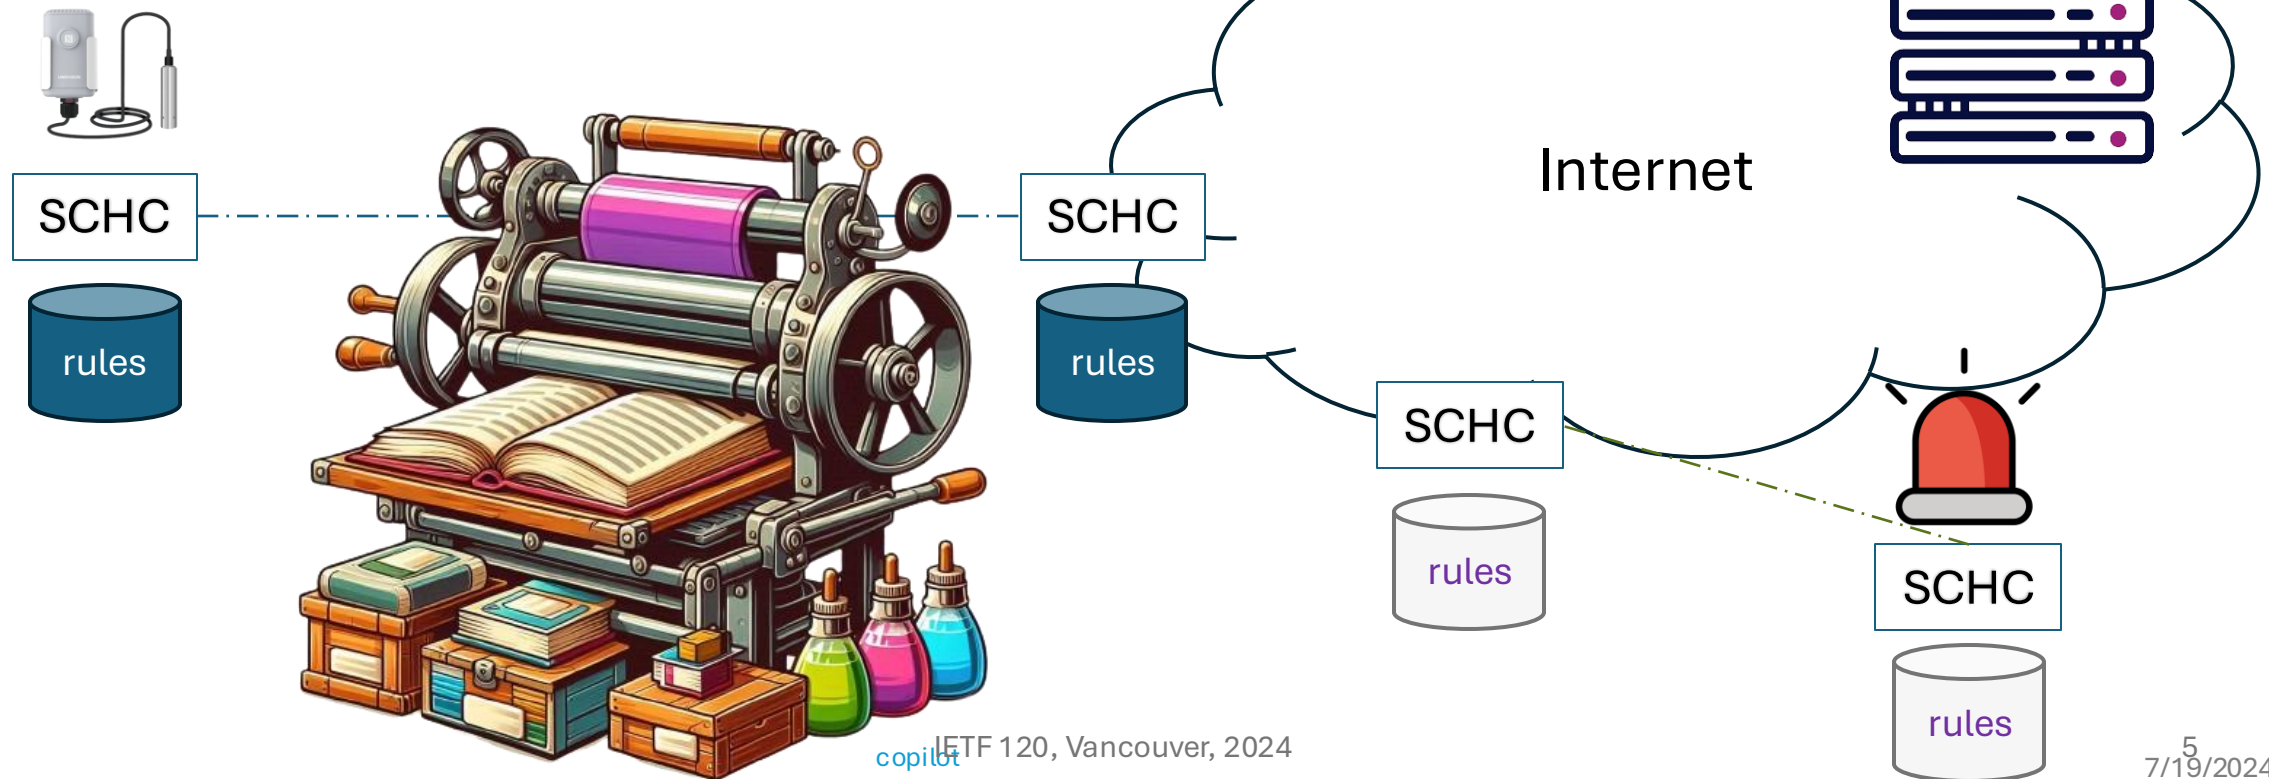 Internet
SCHC
SCHC
rules
rules
SCHC
rules
SCHC
rules
copilot
IETF 120, Vancouver, 2024
5
7/19/2024